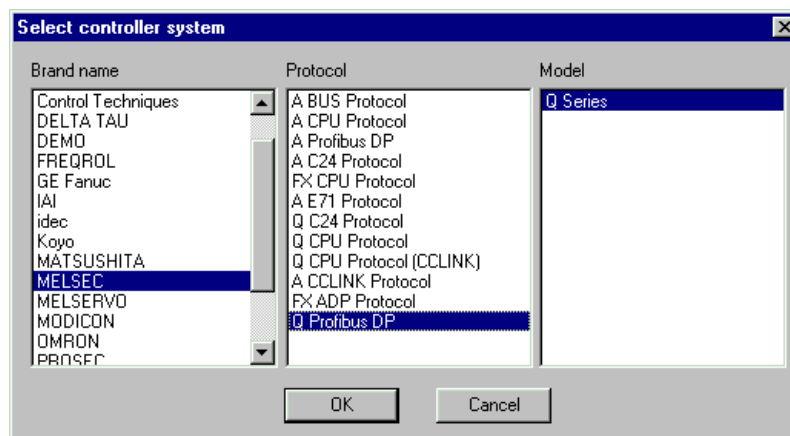 Select controller system
Brand name
Control Techniques
DELTA TAU
DEMO
FREQROL
GE Fanuc
IAI
idec
Koyo
MATSUSHITA
MELSEC
MELSERVO
MODICON
OMRON
PROSEC
Protocol
A BUS Protocol
A CPU Protocol
A Profibus DP
A C24 Protocol
FX CPU Protocol
A E71 Protocol
Q C24 Protocol
Q CPU Protocol
Q CPU Protocol (CCLINK)
A CCLINK Protocol
FX ADP Protocol
Q Profibus DP
Model
Q Series
OK
Cancel